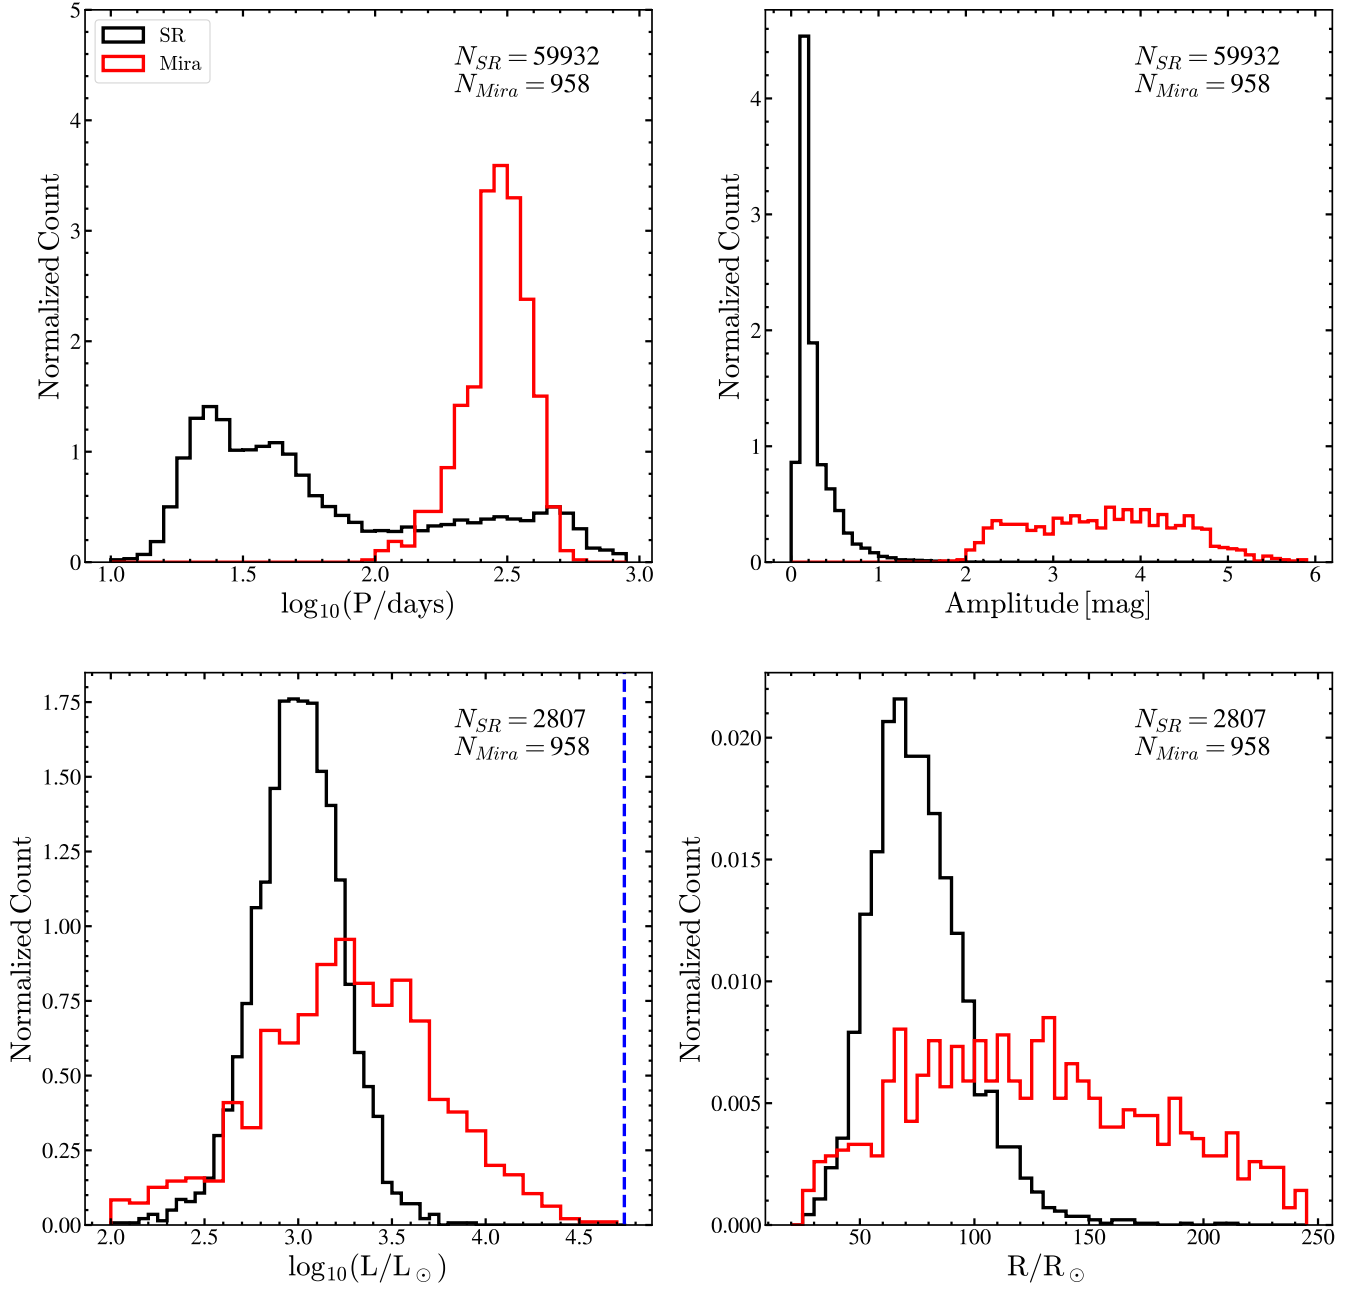 5
4
3
2
1
0
Normalized Count
SR
Mira
N_SR = 59932
N_Mira = 958
1.0 1.5 2.0 2.5 3.0
log10(P/days)
4
3
2
1
0
Normalized Count
N_SR = 59932
N_Mira = 958
0 1 2 3 4 5 6
Amplitude [mag]
1.75
1.50
1.25
1.00
0.75
0.50
0.25
0.00
Normalized Count
N_SR = 2807
N_Mira = 958
2.0 2.5 3.0 3.5 4.0 4.5
log10(L/L⊙)
0.020
0.015
0.010
0.005
0.000
Normalized Count
N_SR = 2807
N_Mira = 958
50 100 150 200 250
R/R⊙